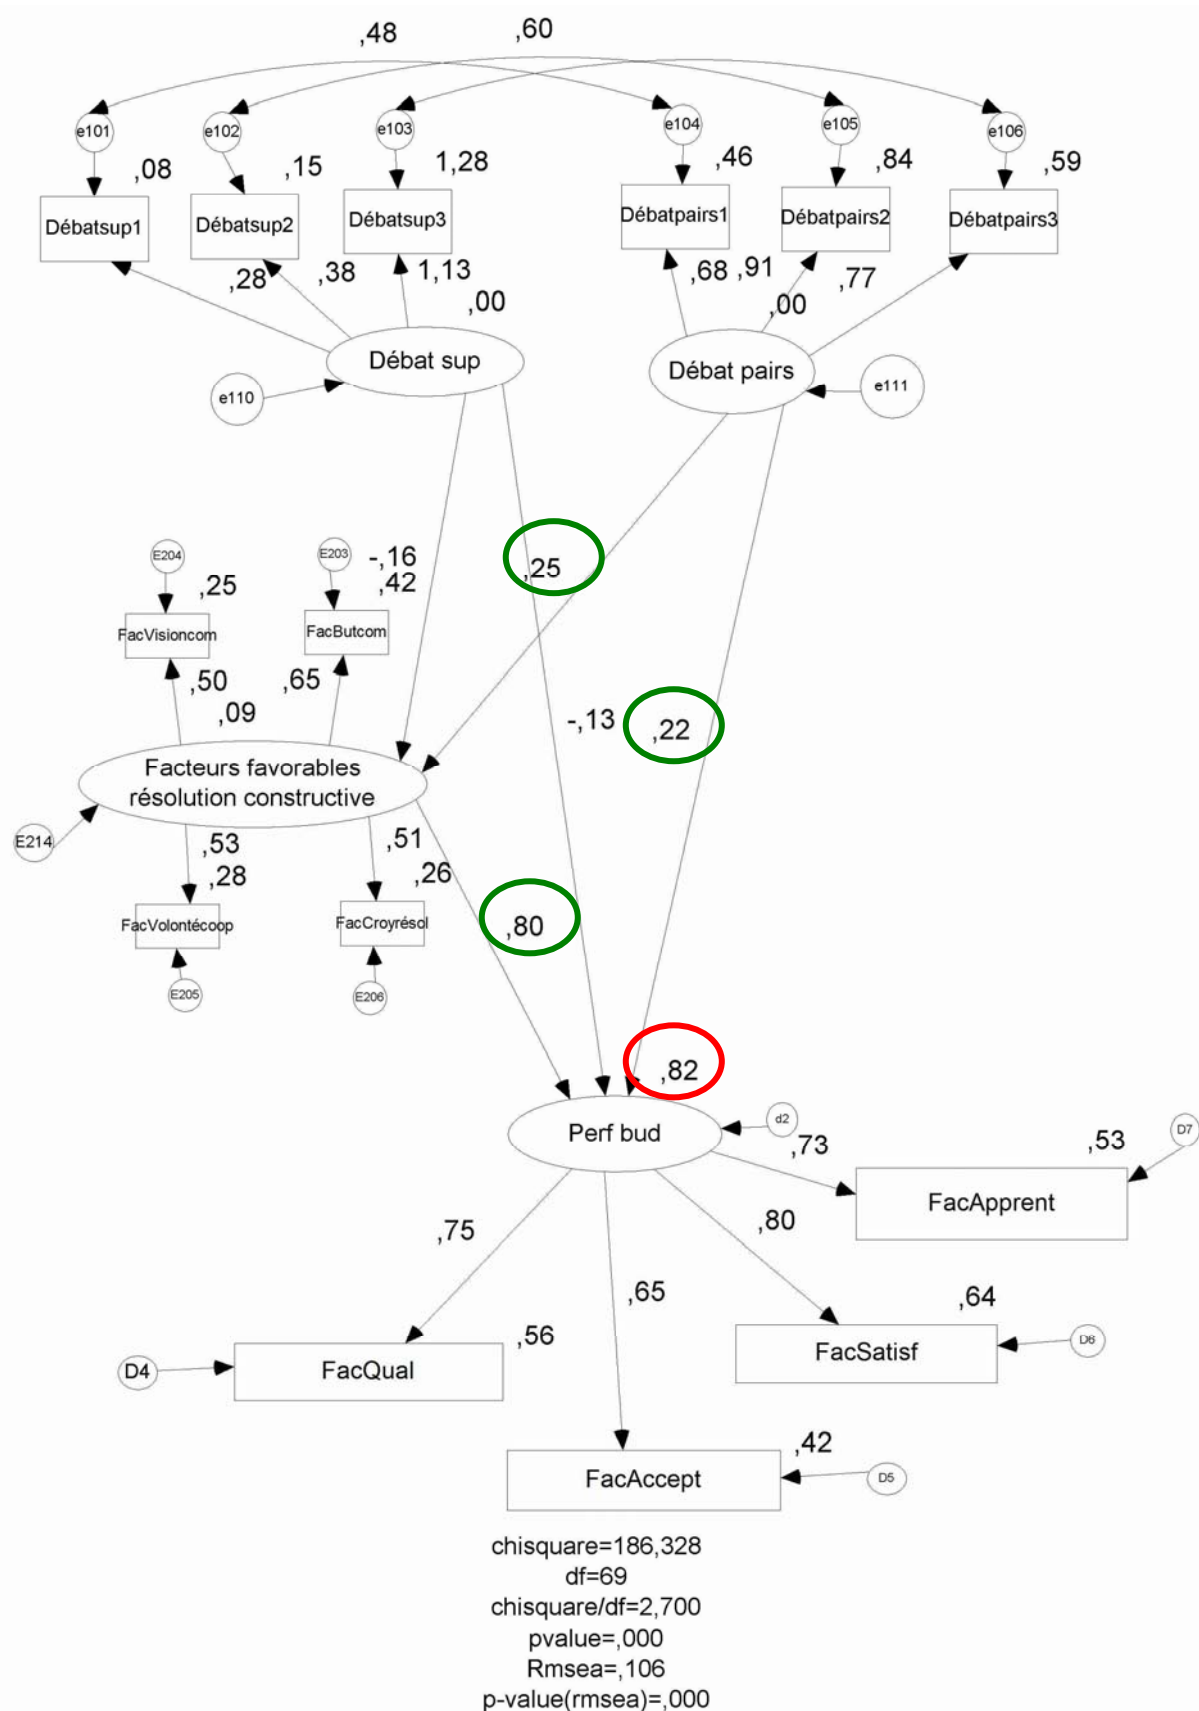 ,48
,60
e101
e102
e103
e104
e105
e106
,08
,15
1,28
,46
,84
,59
Débatsup1
Débatsup2
Débatsup3
Débatpairs1
Débatpairs2
Débatpairs3
,28
,38
1,13
,68
,91
,77
,00
,00
Débat sup
Débat pairs
e110
e111
E204
E203
-,16
,25
,25
,42
FacVisioncom
FacButcom
,50
,65
,09
-,13
,22
Facteurs favorables
résolution constructive
E214
,53
,51
,28
,26
FacVolontécoop
FacCroyrésol
,80
E205
E206
,82
Perf bud
d2
D7
,73
,53
FacApprent
,75
,80
,65
,64
,56
FacSatisf
D6
D4
FacQual
,42
FacAccept
D5
chisquare=186,328
df=69
chisquare/df=2,700
pvalue=,000
Rmsea=,106
p-value(rmsea)=,000